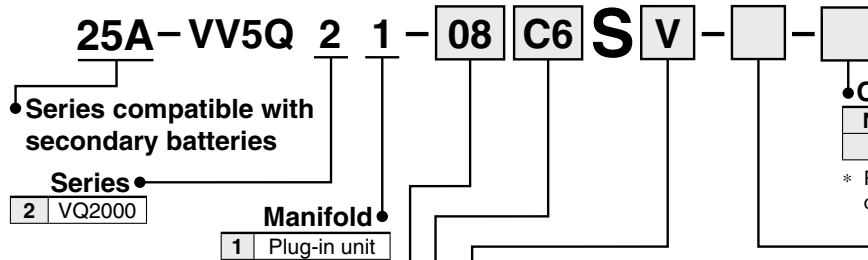 25A–VV5Q 2 1 – 08 C6 S V – –
Series compatible with
secondary batteries
Series
2 VQ2000
Manifold
1 Plug-in unit